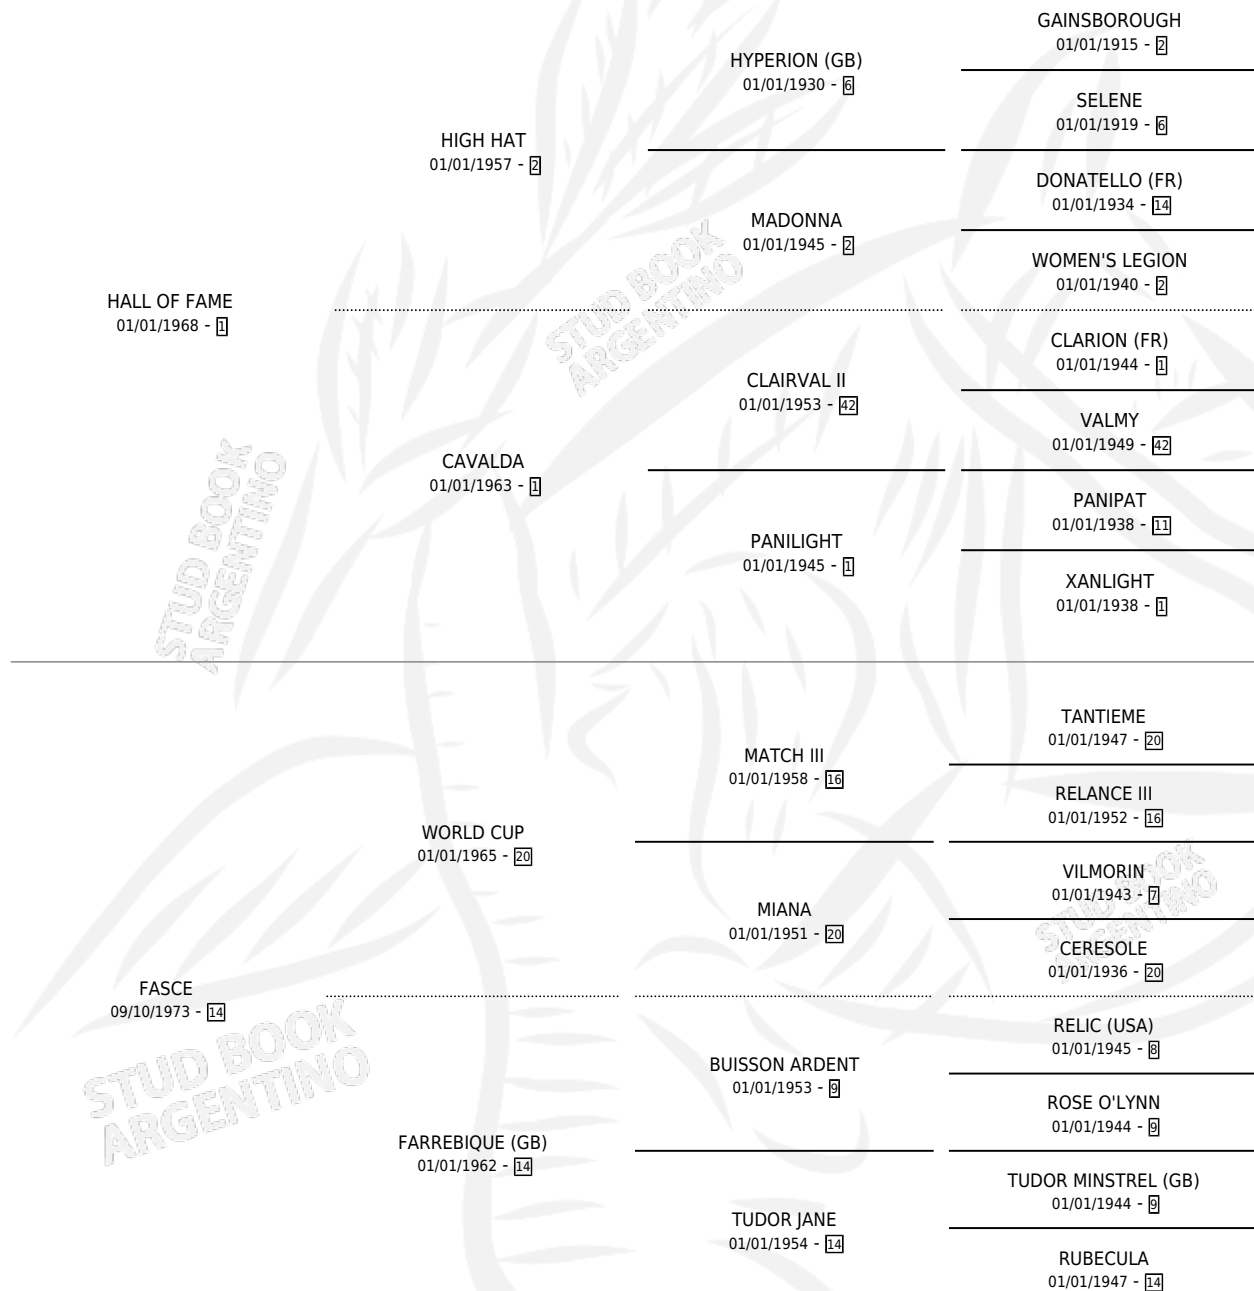 GAINSBOROUGH
01/01/1915 - 2
HYPERION (GB)
01/01/1930 - 6
SELENE
01/01/1919 - 6
HIGH HAT
01/01/1957 - 2
DONATELLO (FR)
01/01/1934 - 14
MADONNA
01/01/1945 - 2
WOMEN'S LEGION
01/01/1940 - 2
HALL OF FAME
01/01/1968 - 1
STUD BOOK
ARGENTINO
CLARION (FR)
01/01/1944 - 1
CLAIRVAL II
01/01/1953 - 42
VALMY
01/01/1949 - 42
CAVALDA
01/01/1963 - 1
PANIPAT
01/01/1938 - 11
PANILIGHT
01/01/1945 - 1
XANLIGHT
01/01/1938 - 1
STUD BOOK
ARGENTINO
TANTIEME
01/01/1947 - 20
MATCH III
01/01/1958 - 16
RELANCE III
01/01/1952 - 16
WORLD CUP
01/01/1965 - 20
VILMORIN
01/01/1943 - 7
MIANA
01/01/1951 - 20
CERESOLE
01/01/1936 - 20
STUD BOOK
ARGENTINO
FASCE
09/10/1973 - 14
STUD BOOK
ARGENTINO
RELIC (USA)
01/01/1945 - 8
BUISSON ARDENT
01/01/1953 - 9
ROSE O'LYNN
01/01/1944 - 9
FARREBIQUE (GB)
01/01/1962 - 14
TUDOR MINSTREL (GB)
01/01/1944 - 9
TUDOR JANE
01/01/1954 - 14
RUBECULA
01/01/1947 - 14